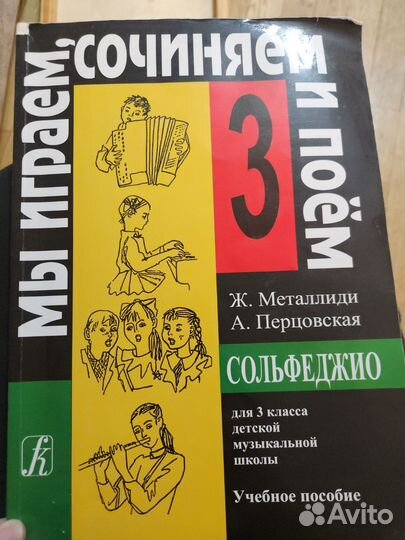 МЫ ИГРАЕМ,
СОЧИНЯЕМ
И ПОЁМ
3
Ж. Металлиди
А. Перцовская
СОЛЬФЕДЖИО
для 3 класса
детской
музыкальной
школы
Учебное пособие
Avito